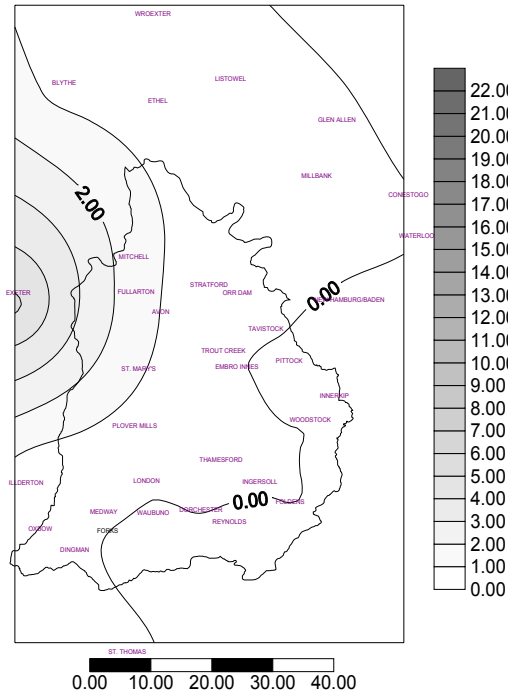 WROEXTER
BLYTHE
LISTOWEL
ETHEL
GLEN ALLEN
MILLBANK
CONESTOGO
2.00
WATERLOO
MITCHELL
STRATFORD
EXETER
FULLARTON
ORR DAM
0.00
NEW HAMBURG/BADEN
AVON
TAVISTOCK
TROUT CREEK
PITTOCK
ST. MARY'S
EMBRO INNES
INNERKIP
WOODSTOCK
PLOVER MILLS
THAMESFORD
ILLDERTON
LONDON
INGERSOLL
0.00
FOLDENS
MEDWAY
WAUBUNO
DORCHESTER
REYNOLDS
OXBOW
FORKS
DINGMAN
ST. THOMAS
0.00 10.00 20.00 30.00 40.00
22.00
21.00
20.00
19.00
18.00
17.00
16.00
15.00
14.00
13.00
12.00
11.00
10.00
9.00
8.00
7.00
6.00
5.00
4.00
3.00
2.00
1.00
0.00